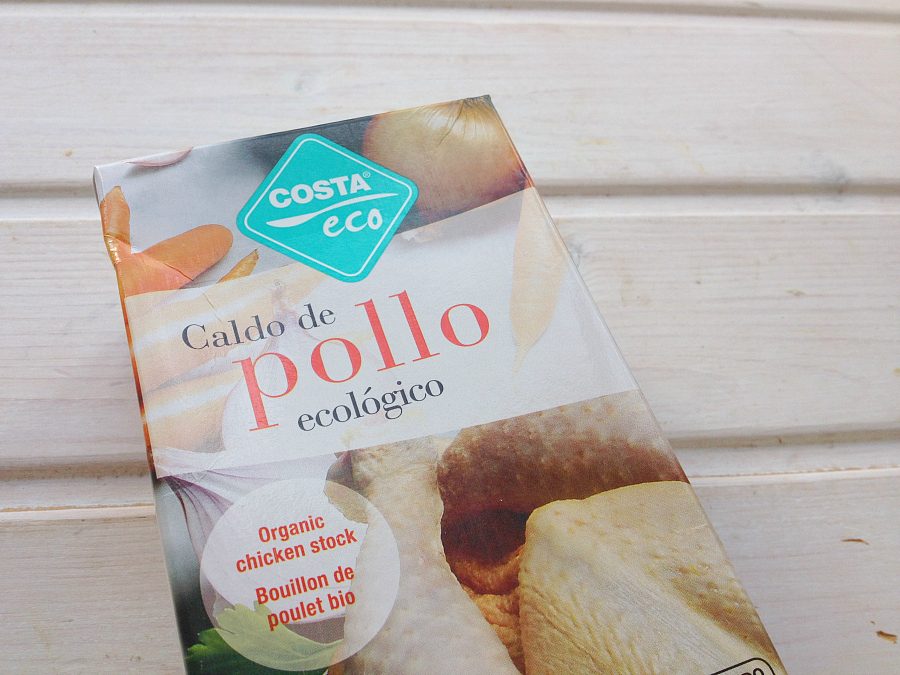 COSTA®
eco
Caldo de
pollo
ecológico
Organic
chicken stock
Bouillon de
poulet bio